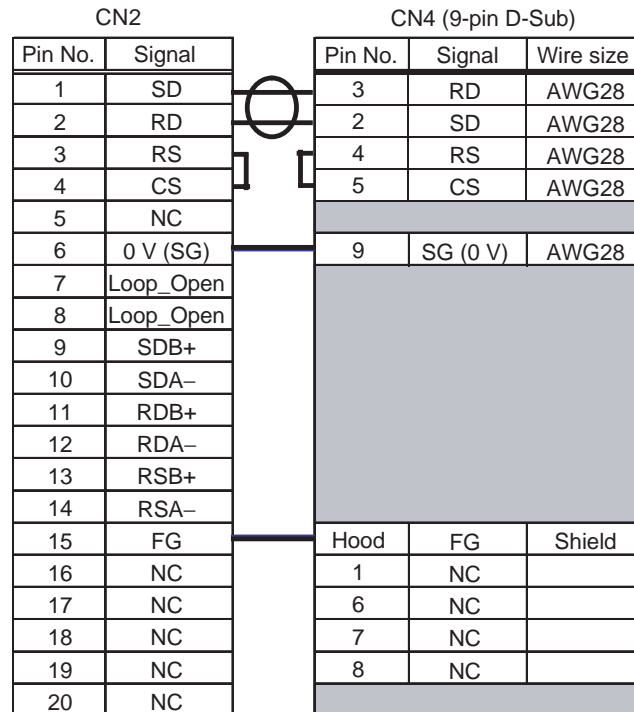 CN2 CN4 (9-pin D-Sub)
Pin No. Signal Pin No. Signal Wire size
1 SD 3 RD AWG28
2 RD 2 SD AWG28
3 RS 4 RS AWG28
4 CS 5 CS AWG28
5 NC
6 0 V (SG) 9 SG (0 V) AWG28
7 Loop_Open
8 Loop_Open
9 SDB+
10 SDA−
11 RDB+
12 RDA−
13 RSB+
14 RSA−
15 FG Hood FG Shield
16 NC 1 NC
17 NC 6 NC
18 NC 7 NC
19 NC 8 NC
20 NC